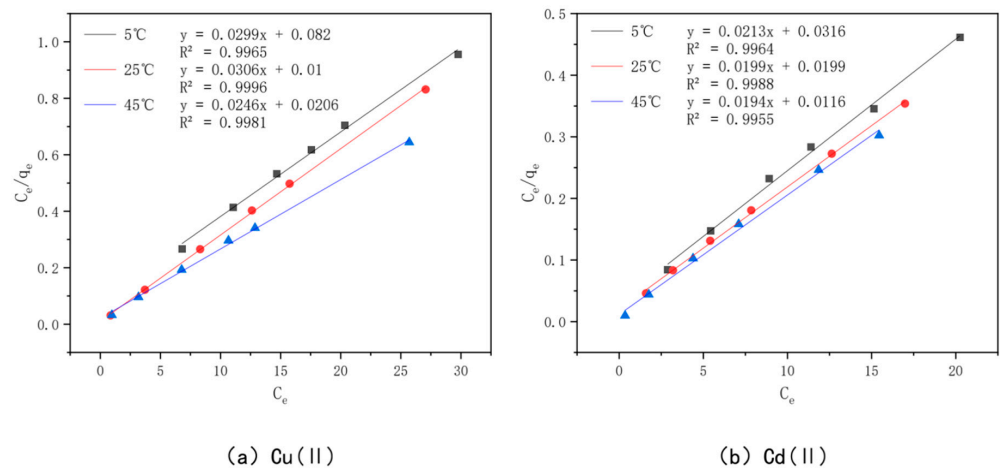 5℃ y = 0.0299x + 0.082
R² = 0.9965
25℃ y = 0.0306x + 0.01
R² = 0.9996
45℃ y = 0.0246x + 0.0206
R² = 0.9981
1.0
0.8
0.6
0.4
0.2
0.0
Cₑ/qₑ
0 5 10 15 20 25 30
Cₑ
(a) Cu(II)
5℃ y = 0.0213x + 0.0316
R² = 0.9964
25℃ y = 0.0199x + 0.0199
R² = 0.9988
45℃ y = 0.0194x + 0.0116
R² = 0.9955
0.5
0.4
0.3
0.2
0.1
0.0
Cₑ/qₑ
0 5 10 15 20
Cₑ
(b) Cd(II)